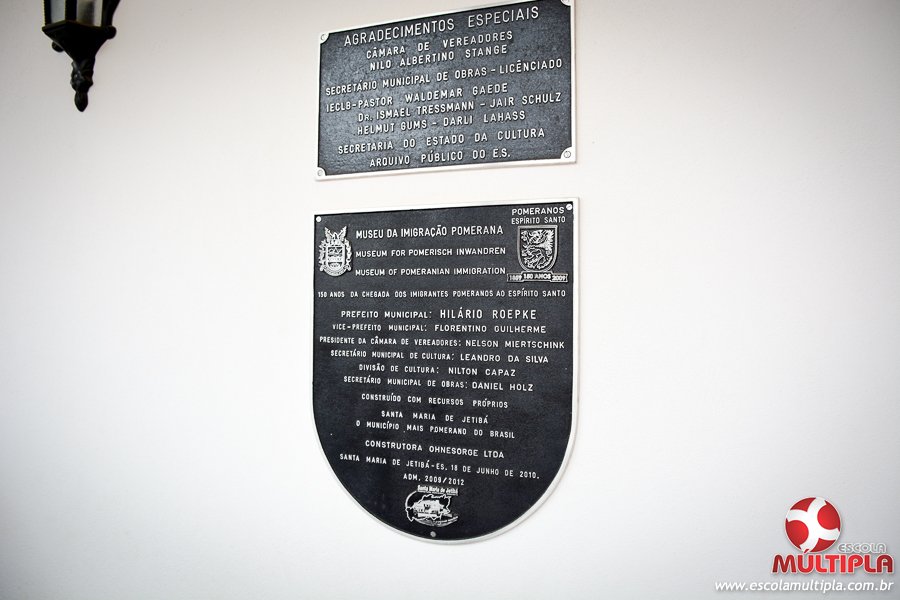 AGRADECIMENTOS ESPECIAIS
CÂMARA DE VEREADORES
NILO ALBERTINO STANGE
SECRETÁRIO MUNICIPAL DE OBRAS - LICÊNCIADO
IECLB-PASTOR WALDEMAR GAEDE
DR. ISMAEL TRESSMANN - JAIR SCHULZ
HELMUT GUMS - DARLI LAHASS
SECRETARIA DO ESTADO DA CULTURA
ARQUIVO PÚBLICO DO E.S.
POMERANOS
ESPÍRITO SANTO
1859 150 ANOS 2009
MUSEU DA IMIGRAÇÃO POMERANA
MUSEUM FOR POMERISCH INWANDREN
MUSEUM OF POMERANIAN IMMIGRATION
150 ANOS DA CHEGADA DOS IMIGRANTES POMERANOS AO ESPÍRITO SANTO
PREFEITO MUNICIPAL: HILÁRIO ROEPKE
VICE-PREFEITO MUNICIPAL: FLORENTINO GUILHERME
PRESIDENTE DA CÂMARA DE VEREADORES: NELSON MIERTSCHINK
SECRETÁRIO MUNICIPAL DE CULTURA: LEANDRO DA SILVA
DIVISÃO DE CULTURA: NILTON CAPAZ
SECRETÁRIO MUNICIPAL DE OBRAS: DANIEL HOLZ
CONSTRUÍDO COM RECURSOS PRÓPRIOS
SANTA MARIA DE JETIBÁ
O MUNICÍPIO MAIS POMERANO DO BRASIL
CONSTRUTORA OHNESORGE LTDA
SANTA MARIA DE JETIBÁ-ES, 18 DE JUNHO DE 2010.
ADM. 2009/2012
Santa Maria de Jetibá
ESCOLA
MULTIPLA
www.escolamultipla.com.br